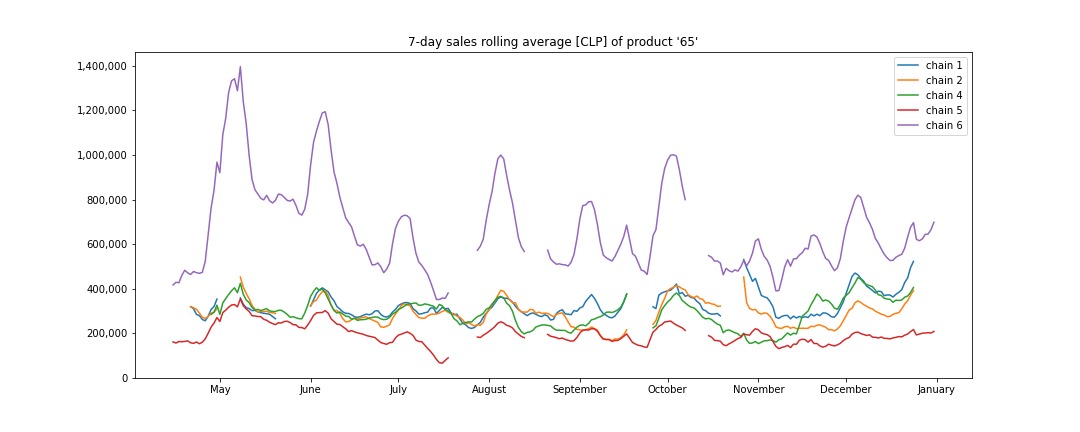 7-day sales rolling average [CLP] of product '65'
1,400,000
1,200,000
1,000,000
800,000
600,000
400,000
200,000
0
chain 1
chain 2
chain 4
chain 5
chain 6
May June July August September October November December January